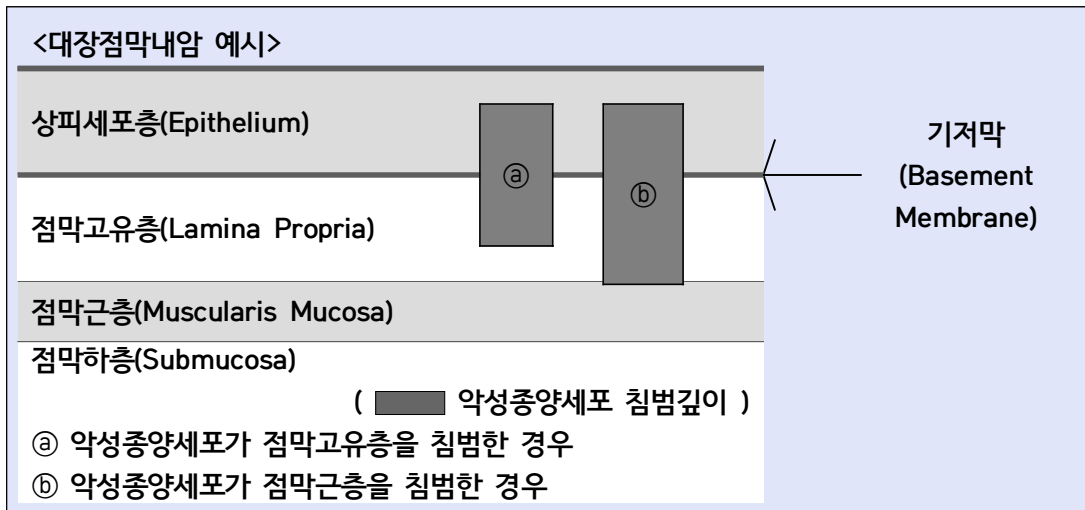 <대장점막내암 예시>
상피세포층(Epithelium)
기저막
(Basement
Membrane)
ⓐ
ⓑ
점막고유층(Lamina Propria)
점막근층(Muscularis Mucosa)
점막하층(Submucosa)
( 악성종양세포 침범깊이 )
ⓐ 악성종양세포가 점막고유층을 침범한 경우
ⓑ 악성종양세포가 점막근층을 침범한 경우